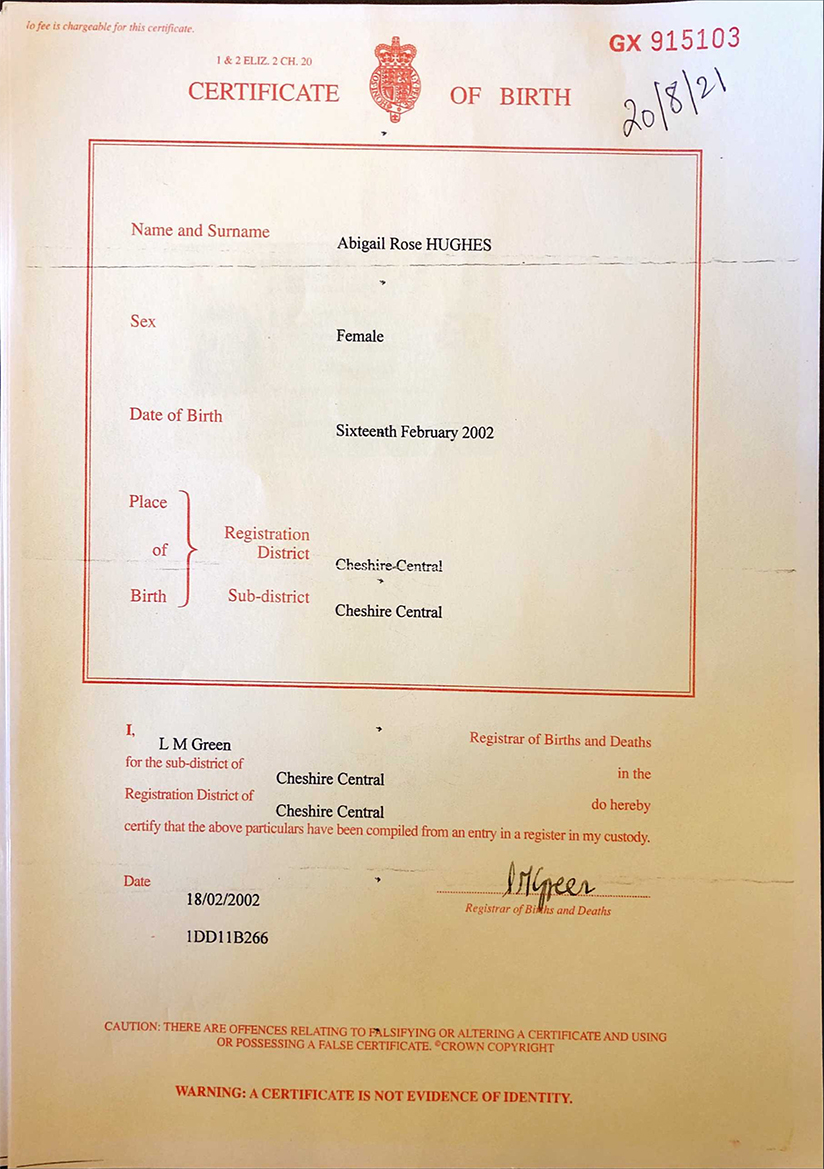 No fee is chargeable for this certificate.
GX 915103
20/8/21
1 & 2 ELIZ. 2 CH. 20
CERTIFICATE OF BIRTH
Name and Surname
Abigail Rose HUGHES
Sex
Female
Date of Birth
Sixteenth February 2002
Place
of
Birth
Registration
District
Cheshire Central
Sub-district
Cheshire Central
I,
L M Green
Registrar of Births and Deaths
for the sub-district of
Cheshire Central
in the
Registration District of
Cheshire Central
do hereby
certify that the above particulars have been compiled from an entry in a register in my custody.
Date
18/02/2002
LMGreen
Registrar of Births and Deaths
1DD11B266
CAUTION: THERE ARE OFFENCES RELATING TO FALSIFYING OR ALTERING A CERTIFICATE AND USING
OR POSSESSING A FALSE CERTIFICATE. ©CROWN COPYRIGHT
WARNING: A CERTIFICATE IS NOT EVIDENCE OF IDENTITY.